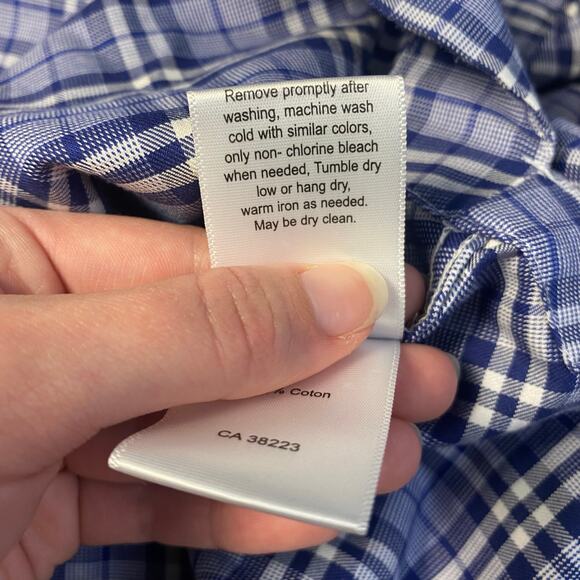 Remove promptly after
washing, machine wash
cold with similar colors,
only non- chlorine bleach
when needed, Tumble dry
low or hang dry,
warm iron as needed.
May be dry clean.
% Coton
CA 38223